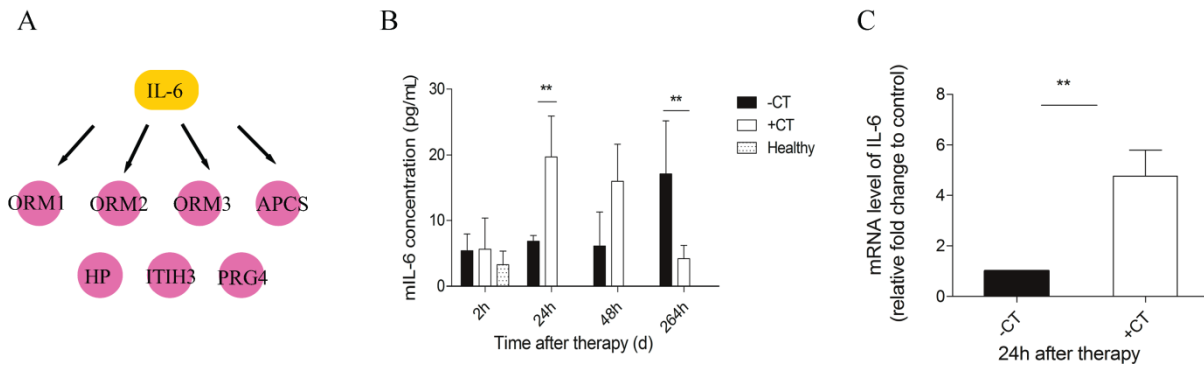 A
IL-6
ORM1 ORM2 ORM3 APCS
HP ITIH3 PRG4
B
mIL-6 concentration (pg/mL)
30
20
10
0
**
**
2h 24h 48h 264h
Time after therapy (d)
-CT
+CT
Healthy
C
mRNA level of IL-6
(relative fold change to control)
8
6
4
2
0
**
-CT +CT
24h after therapy